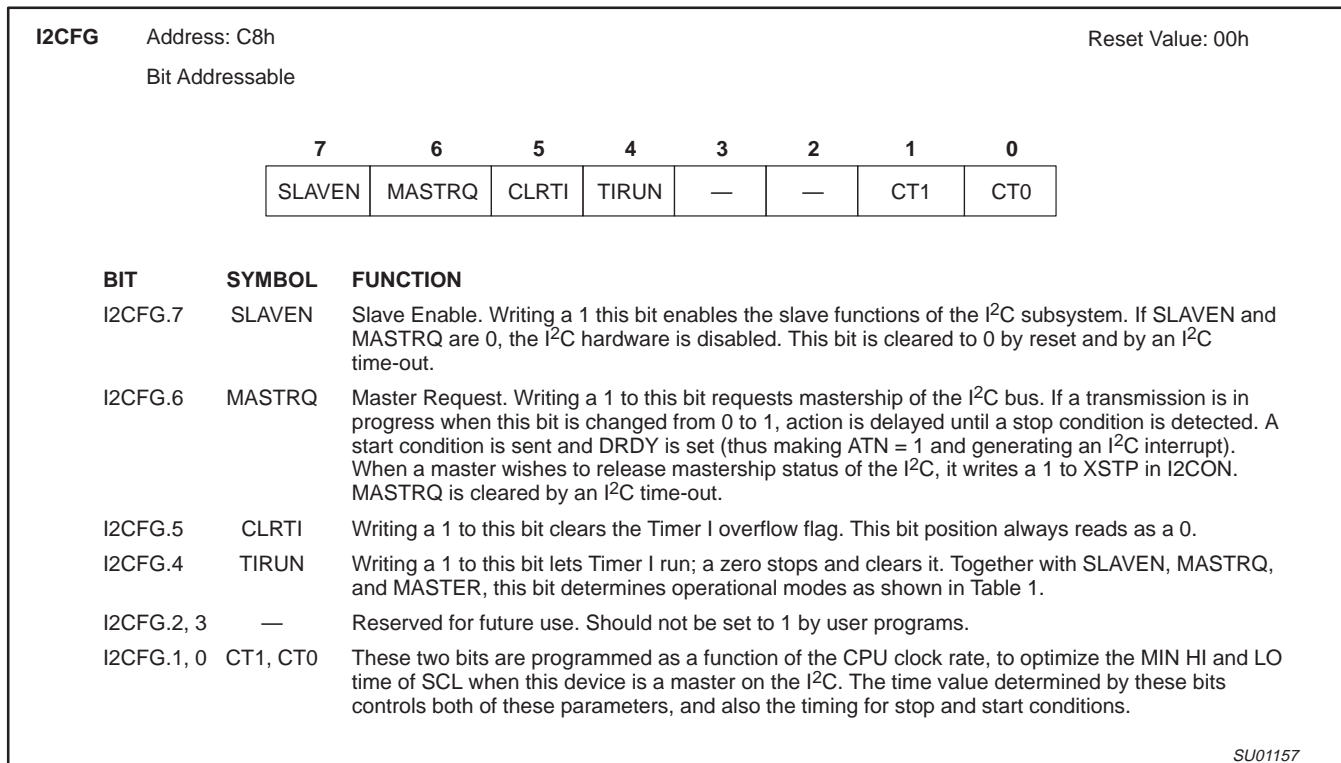 I2CFG Address: C8h Reset Value: 00h
Bit Addressable
7 6 5 4 3 2 1 0
SLAVEN MASTRQ CLRTI TIRUN — — CT1 CT0
BIT SYMBOL FUNCTION
I2CFG.7 SLAVEN Slave Enable. Writing a 1 this bit enables the slave functions of the I2C subsystem. If SLAVEN and
MASTRQ are 0, the I2C hardware is disabled. This bit is cleared to 0 by reset and by an I2C
time-out.
I2CFG.6 MASTRQ Master Request. Writing a 1 to this bit requests mastership of the I2C bus. If a transmission is in
progress when this bit is changed from 0 to 1, action is delayed until a stop condition is detected. A
start condition is sent and DRDY is set (thus making ATN = 1 and generating an I2C interrupt).
When a master wishes to release mastership status of the I2C, it writes a 1 to XSTP in I2CON.
MASTRQ is cleared by an I2C time-out.
I2CFG.5 CLRTI Writing a 1 to this bit clears the Timer I overflow flag. This bit position always reads as a 0.
I2CFG.4 TIRUN Writing a 1 to this bit lets Timer I run; a zero stops and clears it. Together with SLAVEN, MASTRQ,
and MASTER, this bit determines operational modes as shown in Table 1.
I2CFG.2, 3 — Reserved for future use. Should not be set to 1 by user programs.
I2CFG.1, 0 CT1, CT0 These two bits are programmed as a function of the CPU clock rate, to optimize the MIN HI and LO
time of SCL when this device is a master on the I2C. The time value determined by these bits
controls both of these parameters, and also the timing for stop and start conditions.
SU01157